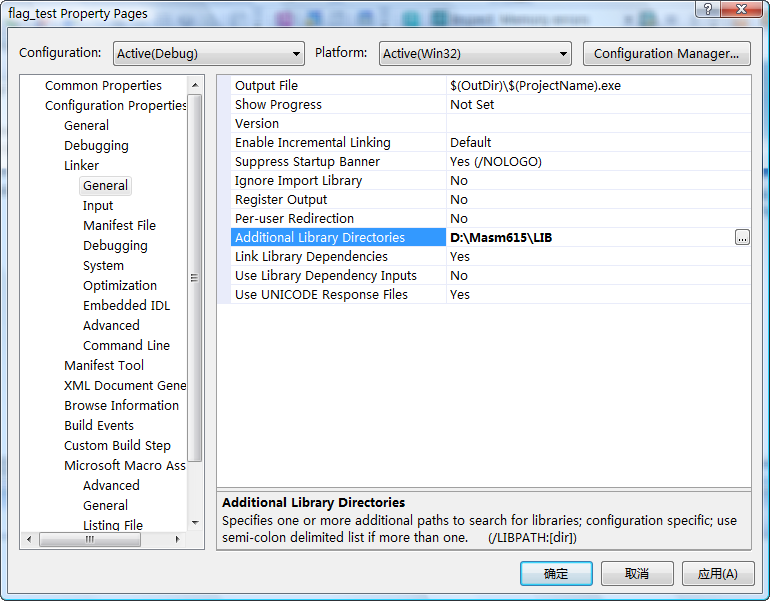 flag_test Property Pages
Configuration: Active(Debug) Platform: Active(Win32) Configuration Manager...
Common Properties
Configuration Properties
General
Debugging
Linker
General
Input
Manifest File
Debugging
System
Optimization
Embedded IDL
Advanced
Command Line
Manifest Tool
XML Document Gene
Browse Information
Build Events
Custom Build Step
Microsoft Macro Ass
Advanced
General
Listing File
Output File $(OutDir)\$(ProjectName).exe
Show Progress Not Set
Version
Enable Incremental Linking Default
Suppress Startup Banner Yes (/NOLOGO)
Ignore Import Library No
Register Output No
Per-user Redirection No
Additional Library Directories D:\Masm615\LIB ...
Link Library Dependencies Yes
Use Library Dependency Inputs No
Use UNICODE Response Files Yes
Additional Library Directories
Specifies one or more additional paths to search for libraries; configuration specific; use
semi-colon delimited list if more than one. (/LIBPATH:[dir])
确定 取消 应用(A)